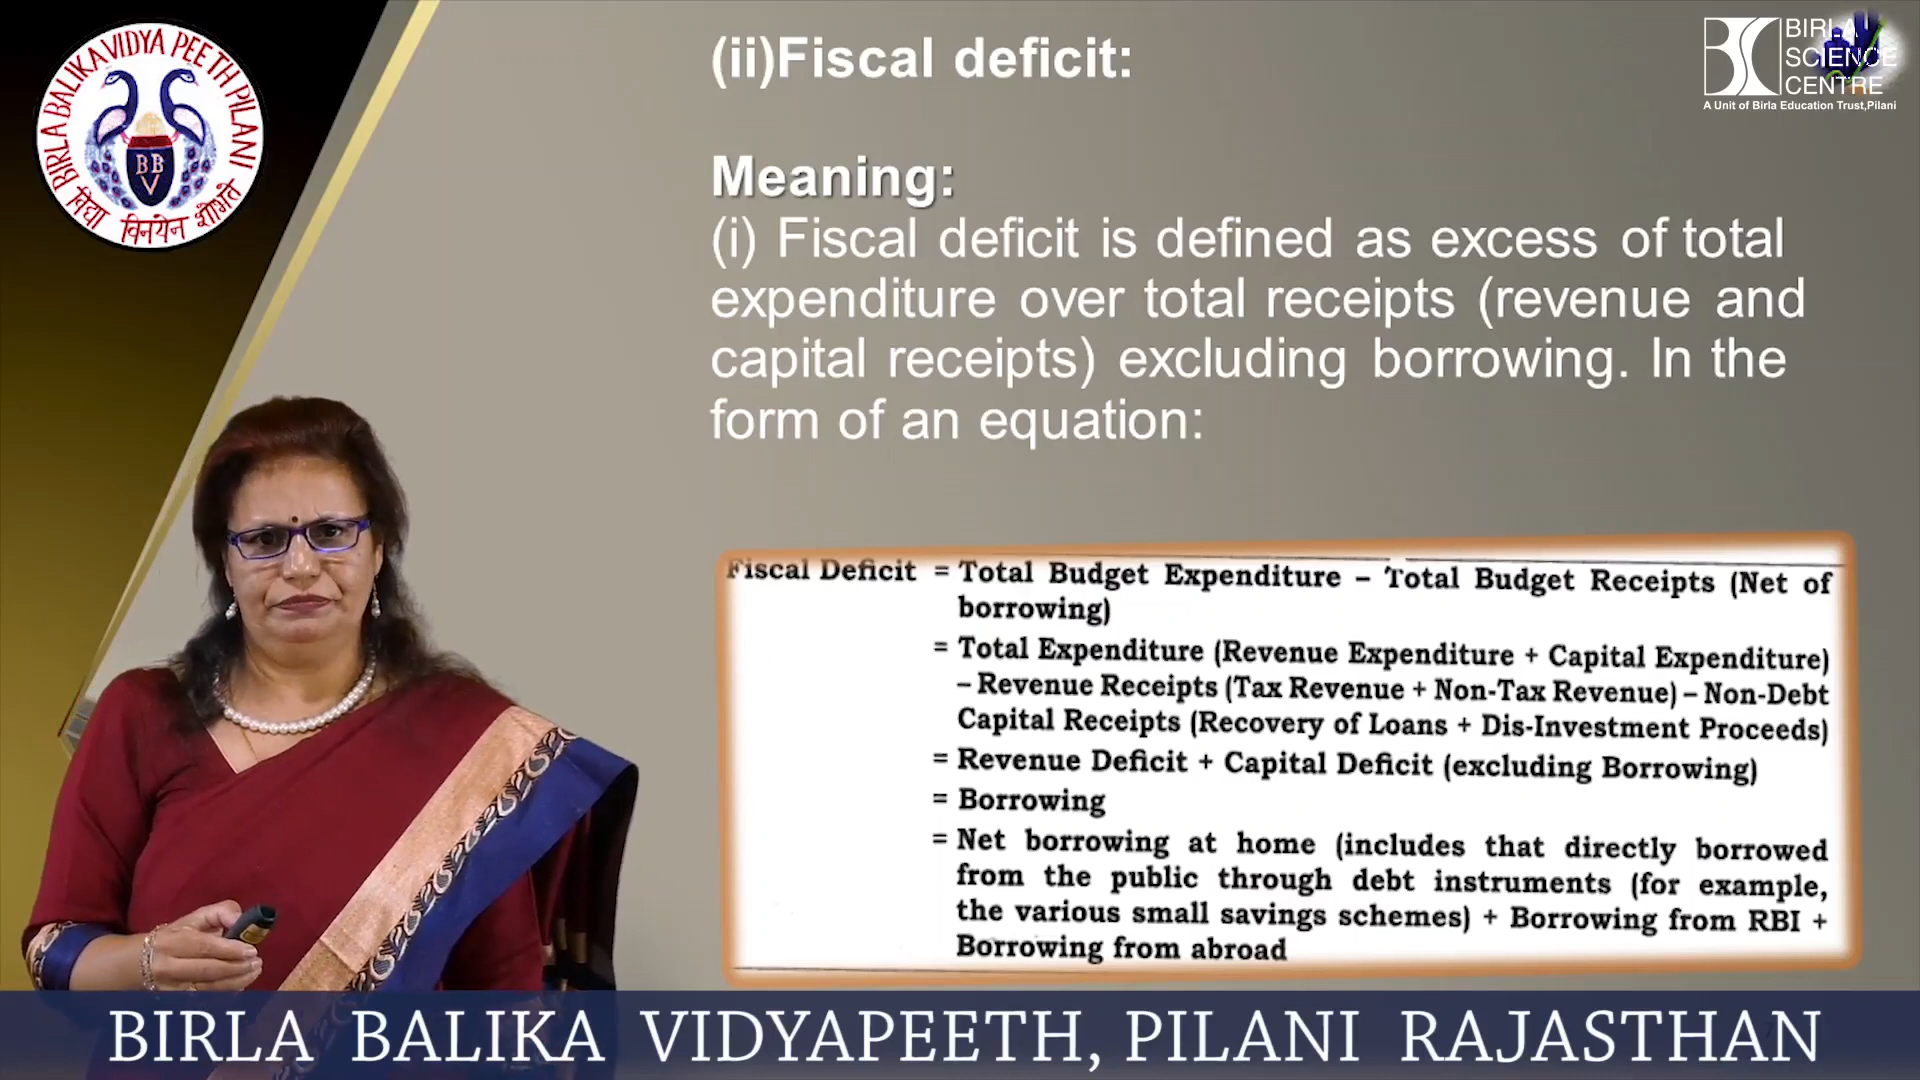 BIRLA BALIKA VIDYA PEETH PILANI
BB
V
विद्या विनयेन शोभते
BIRLA
SCIENCE
CENTRE
A Unit of Birla Education Trust,Pilani
(ii)Fiscal deficit:
Meaning:
(i) Fiscal deficit is defined as excess of total
expenditure over total receipts (revenue and
capital receipts) excluding borrowing. In the
form of an equation:
Fiscal Deficit = Total Budget Expenditure – Total Budget Receipts (Net of
borrowing)
= Total Expenditure (Revenue Expenditure + Capital Expenditure)
– Revenue Receipts (Tax Revenue + Non-Tax Revenue) – Non-Debt
Capital Receipts (Recovery of Loans + Dis-Investment Proceeds)
= Revenue Deficit + Capital Deficit (excluding Borrowing)
= Borrowing
= Net borrowing at home (includes that directly borrowed
from the public through debt instruments (for example,
the various small savings schemes) + Borrowing from RBI +
Borrowing from abroad
BIRLA BALIKA VIDYAPEETH, PILANI RAJASTHAN